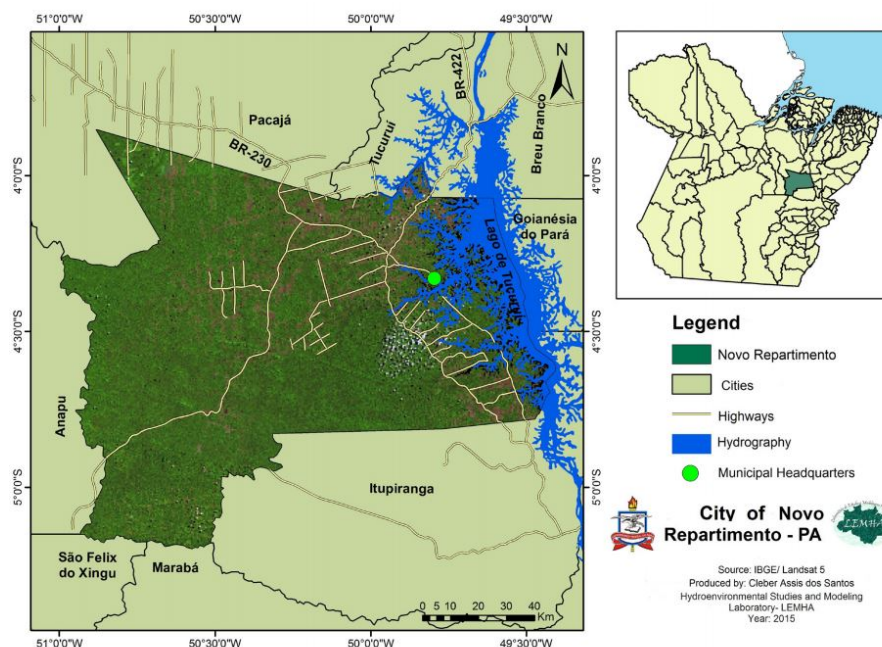 51°0'0"W
50°30'0"W
50°0'0"W
49°30'0"W
N
BR-422
Pacajá
BR-230
Tucuruí
Breu Branco
4°0'0"S
4°0'0"S
Goianésia
do Pará
Lago de Tucuruí
4°30'0"S
4°30'0"S
Anapu
5°0'0"S
5°0'0"S
Itupiranga
São Felix
do Xingu
Marabá
0 5 10 20 30 40
Km
51°0'0"W
50°30'0"W
50°0'0"W
49°30'0"W
Legend
Novo Repartimento
Cities
Highways
Hydrography
Municipal Headquarters
City of Novo
Repartimento - PA
LEMHA
Source: IBGE/ Landsat 5
Produced by: Cleber Assis dos Santos
Hydroenvironmental Studies and Modeling
Laboratory- LEMHA
Year: 2015